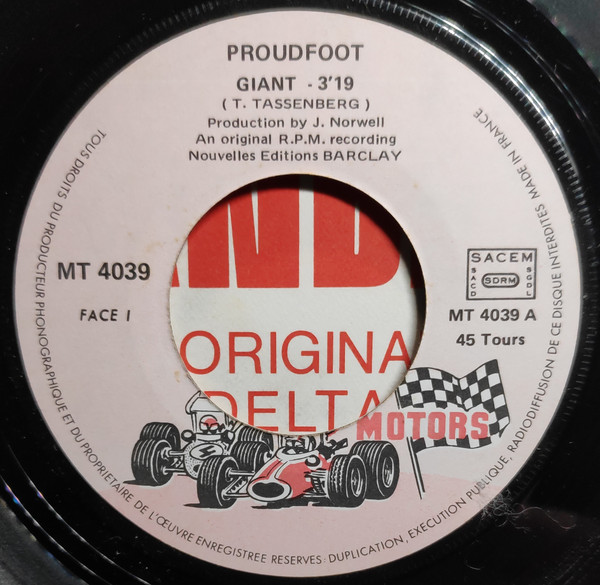 PROUDFOOT
GIANT - 3'19
( T. TASSENBERG )
Production by J. Norwell
An original R.P.M. recording
Nouvelles Editions BARCLAY
MT 4039
FACE I
SACEM
SACD
SDRM
SGDL
MT 4039 A
45 Tours
ND
ORIGINA
DELTA
MOTORS
TOUS DROITS DU PRODUCTEUR PHONOGRAPHIQUE ET DU PROPRIETAIRE DE L'ŒUVRE ENREGISTREE RESERVES: DUPLICATION, EXECUTION PUBLIQUE, RADIODIFFUSION DE CE DISQUE INTERDITES MADE IN FRANCE